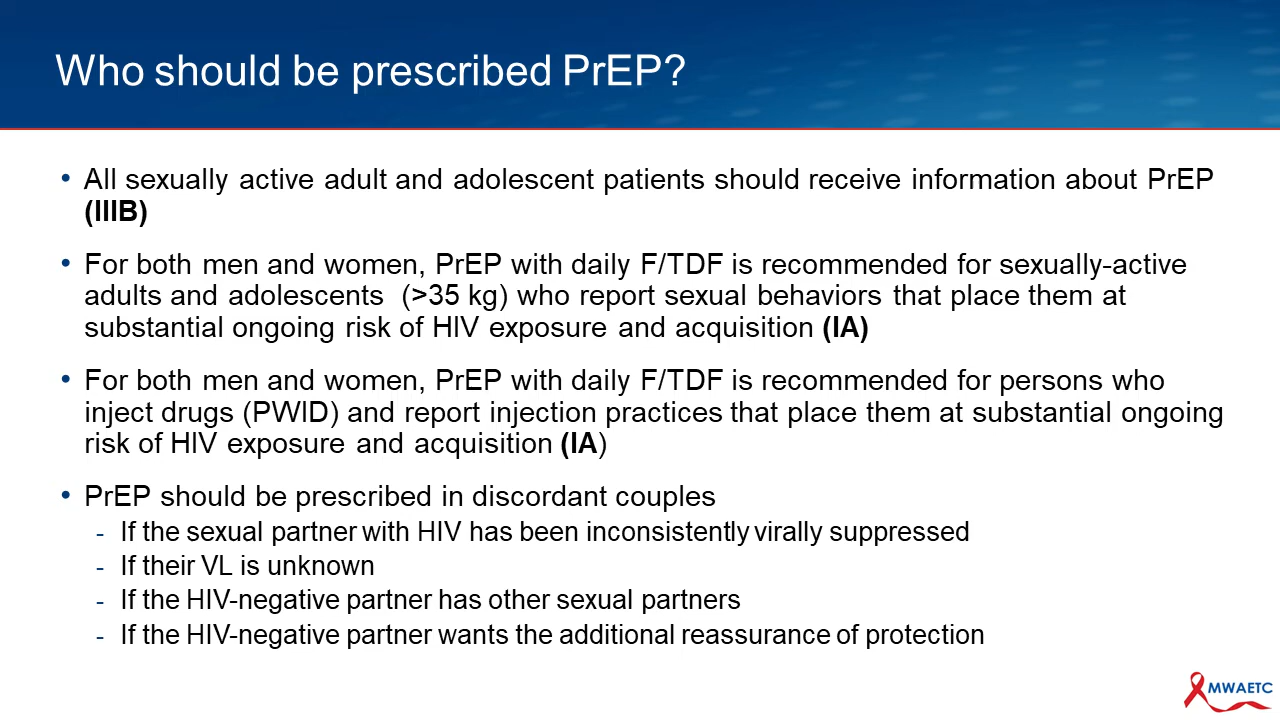 Who should be prescribed PrEP?
• All sexually active adult and adolescent patients should receive information about PrEP
(IIIB)
• For both men and women, PrEP with daily F/TDF is recommended for sexually-active
adults and adolescents  (>35 kg) who report sexual behaviors that place them at
substantial ongoing risk of HIV exposure and acquisition (IA)
• For both men and women, PrEP with daily F/TDF is recommended for persons who
inject drugs (PWID) and report injection practices that place them at substantial ongoing
risk of HIV exposure and acquisition (IA)
• PrEP should be prescribed in discordant couples
- If the sexual partner with HIV has been inconsistently virally suppressed
- If their VL is unknown
- If the HIV-negative partner has other sexual partners
- If the HIV-negative partner wants the additional reassurance of protection
MWAETC